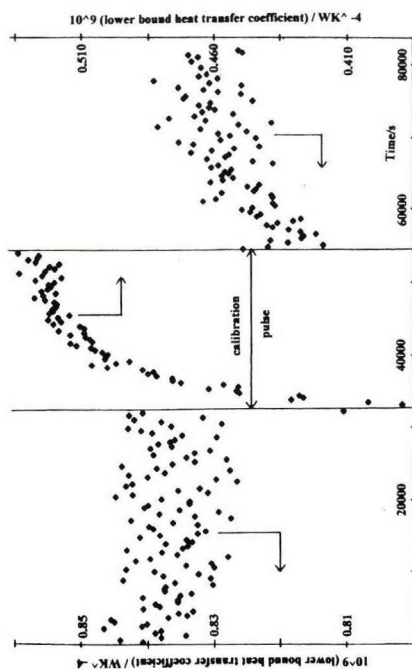 10^9 (lower bound heat transfer coefficient) / WK^ -4
0.510
0.460
0.410
80000
Time/s
60000
calibration
pulse
40000
20000
0.85
0.83
0.81
10^9 (lower bound heat transfer
coefficient) / WK^ -4